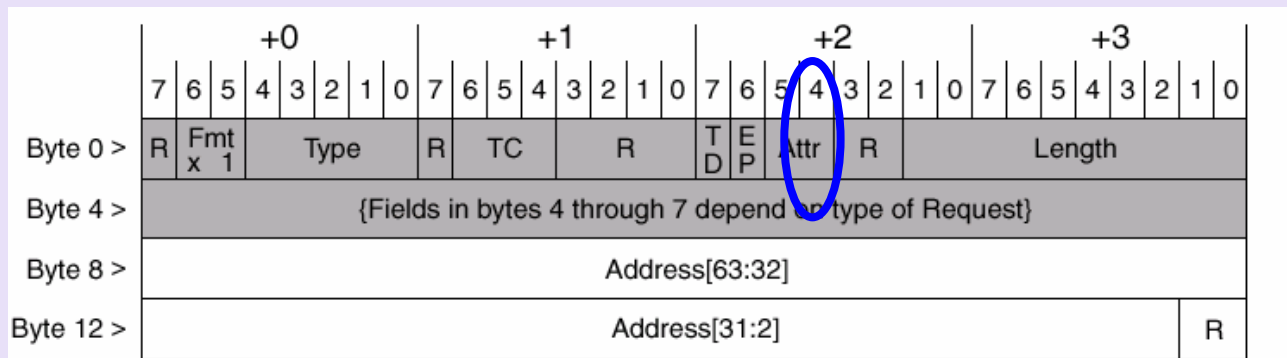 +0 +1 +2 +3
7 6 5 4 3 2 1 0 7 6 5 4 3 2 1 0 7 6 5 4 3 2 1 0 7 6 5 4 3 2 1 0
Byte 0 > R Fmt x 1 Type R TC R TD EP Attr R Length
Byte 4 > {Fields in bytes 4 through 7 depend on type of Request}
Byte 8 > Address[63:32]
Byte 12 > Address[31:2] R